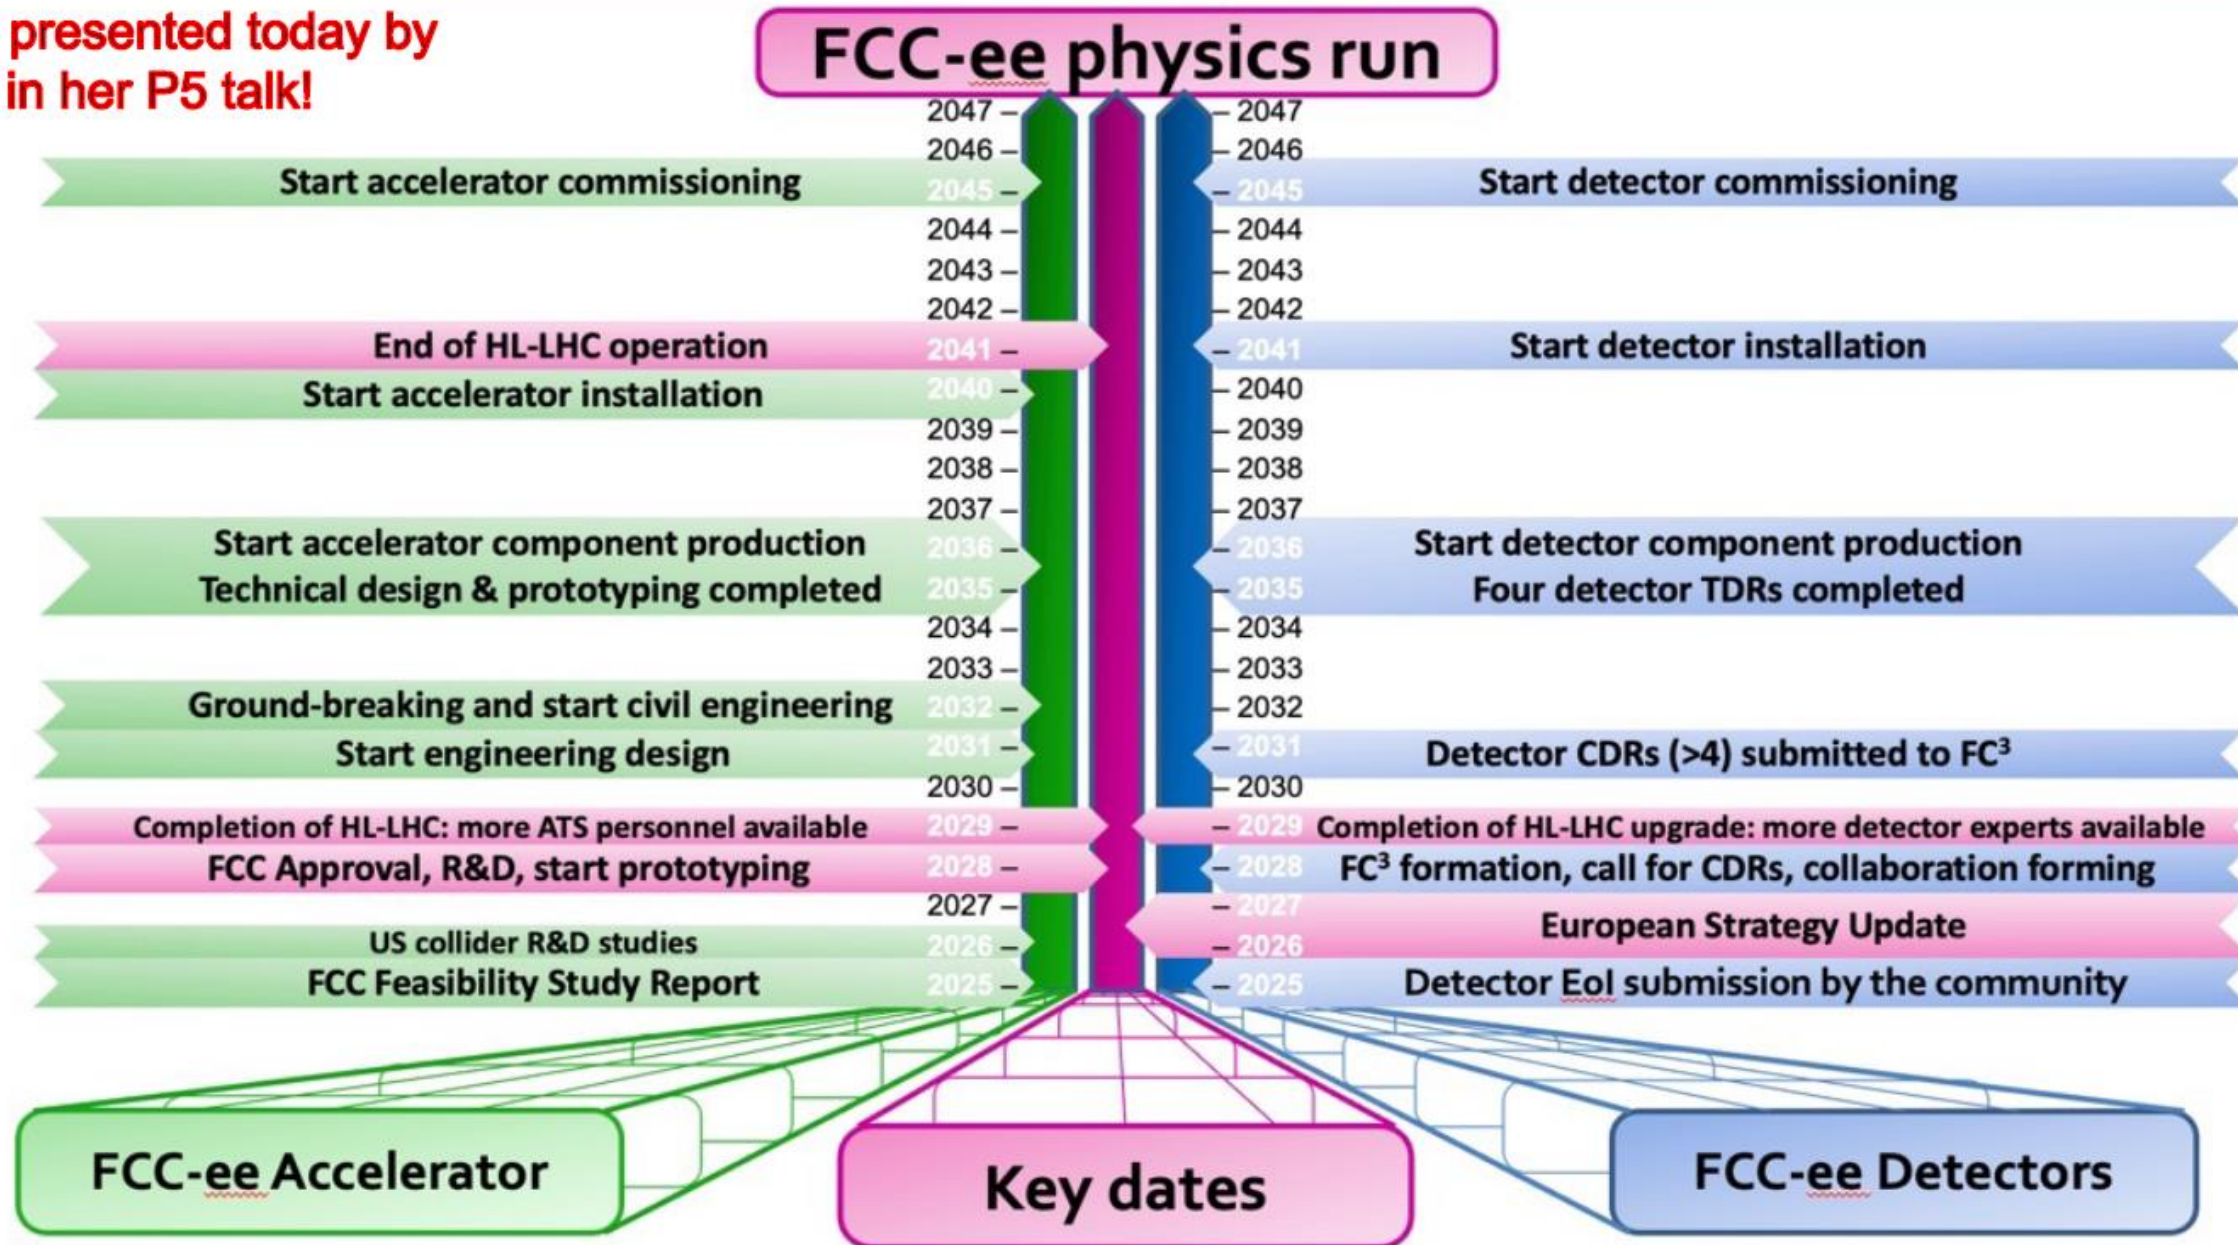 presented today by
in her P5 talk!
FCC-ee physics run
2047 – – 2047
2046 – – 2046
Start accelerator commissioning 2045 – – 2045 Start detector commissioning
2044 – – 2044
2043 – – 2043
2042 – – 2042
End of HL-LHC operation 2041 – – 2041 Start detector installation
Start accelerator installation 2040 – – 2040
2039 – – 2039
2038 – – 2038
2037 – – 2037
Start accelerator component production 2036 – – 2036 Start detector component production
Technical design & prototyping completed 2035 – – 2035 Four detector TDRs completed
2034 – – 2034
2033 – – 2033
Ground-breaking and start civil engineering 2032 – – 2032
Start engineering design 2031 – – 2031 Detector CDRs (>4) submitted to FC³
2030 – – 2030
Completion of HL-LHC: more ATS personnel available 2029 – – 2029 Completion of HL-LHC upgrade: more detector experts available
FCC Approval, R&D, start prototyping 2028 – – 2028 FC³ formation, call for CDRs, collaboration forming
2027 – – 2027
European Strategy Update
US collider R&D studies 2026 – – 2026
FCC Feasibility Study Report 2025 – – 2025 Detector EoI submission by the community
FCC-ee Accelerator
Key dates
FCC-ee Detectors